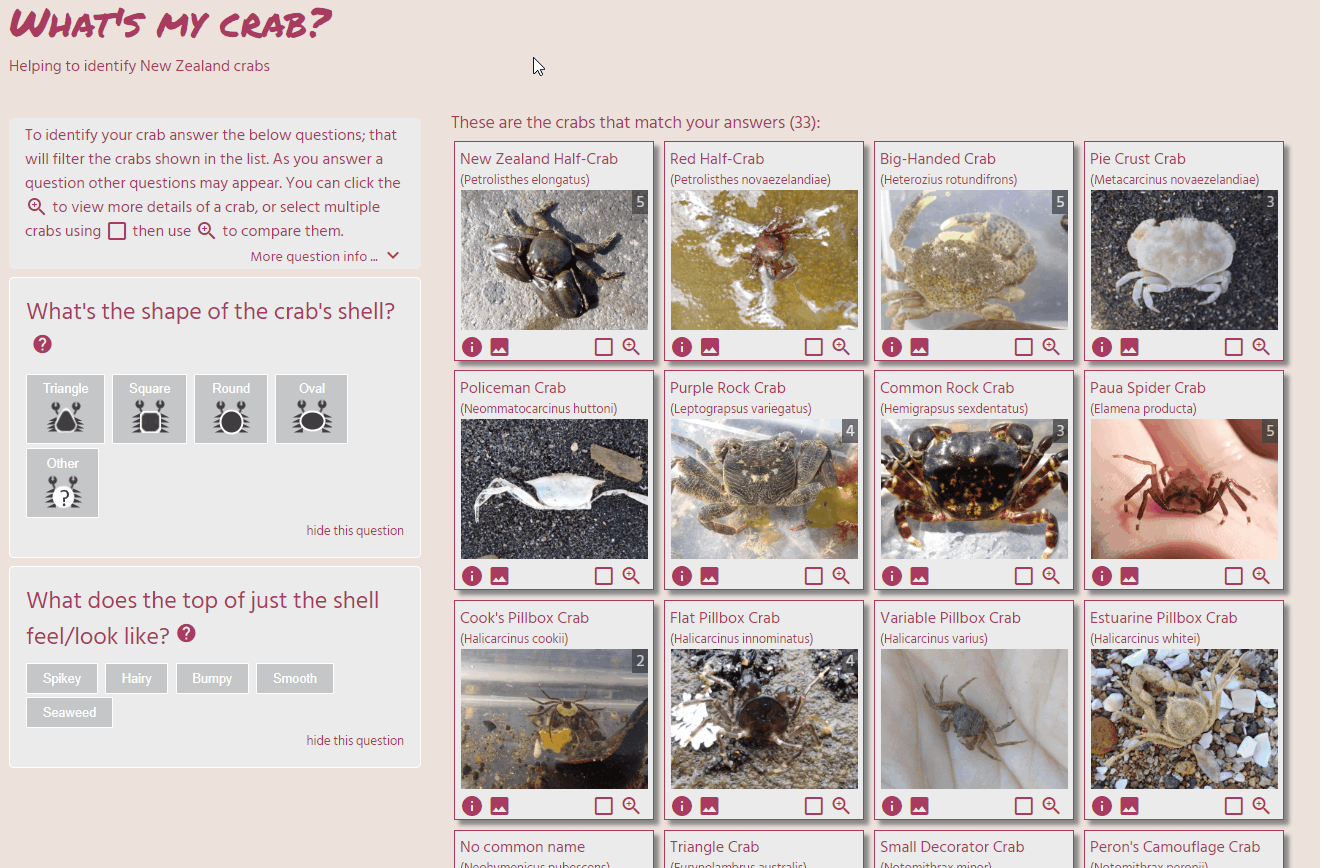 What's my crab?
Helping to identify New Zealand crabs
To identify your crab answer the below questions; that
will filter the crabs shown in the list. As you answer a
question other questions may appear. You can click the
to view more details of a crab, or select multiple
crabs using then use to compare them.
More question info ...
What's the shape of the crab's shell?
?
Triangle Square Round Oval
Other
?
hide this question
What does the top of just the shell
feel/look like? ?
Spikey Hairy Bumpy Smooth
Seaweed
hide this question
These are the crabs that match your answers (33):
New Zealand Half-Crab
(Petrolisthes elongatus)
5
Red Half-Crab
(Petrolisthes novaezelandiae)
Big-Handed Crab
(Heterozius rotundifrons)
5
Pie Crust Crab
(Metacarcinus novaezelandiae)
3
Policeman Crab
(Neommatocarcinus huttoni)
Purple Rock Crab
(Leptograpsus variegatus)
4
Common Rock Crab
(Hemigrapsus sexdentatus)
3
Paua Spider Crab
(Elamena producta)
5
Cook's Pillbox Crab
(Halicarcinus cookii)
2
Flat Pillbox Crab
(Halicarcinus innominatus)
4
Variable Pillbox Crab
(Halicarcinus varius)
Estuarine Pillbox Crab
(Halicarcinus whitei)
No common name
(Neohymenicus pubescens)
Triangle Crab
(Eurynolambrus australis)
Small Decorator Crab
(Notomithrax minor)
Peron's Camouflage Crab
(Notomithrax peronii)